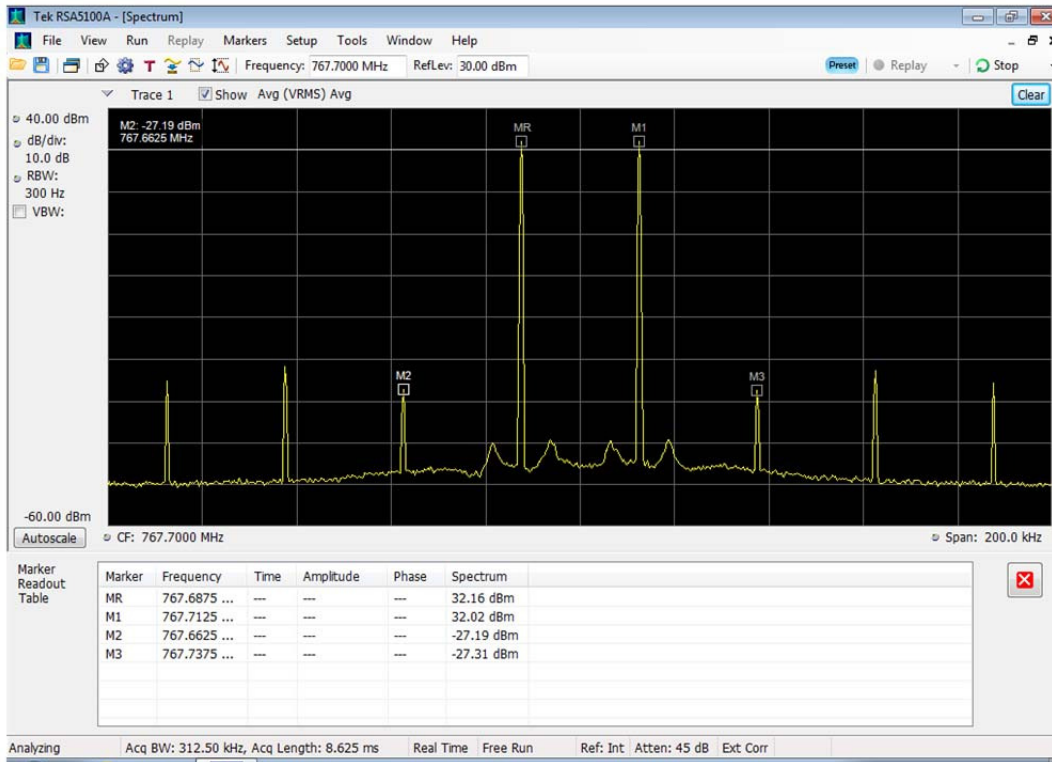 Tek RSA5100A - [Spectrum]
File View Run Replay Markers Setup Tools Window Help
T Frequency: 767.7000 MHz RefLev: 30.00 dBm Preset Replay Stop
Trace 1 Show Avg (VRMS) Avg Clear
40.00 dBm
dB/div:
10.0 dB
RBW:
300 Hz
VBW:
M2: -27.19 dBm
767.6625 MHz
MR M1
M2 M3
-60.00 dBm
Autoscale CF: 767.7000 MHz Span: 200.0 kHz
Marker
Readout
Table
Marker Frequency Time Amplitude Phase Spectrum
MR 767.6875 ... --- --- --- 32.16 dBm
M1 767.7125 ... --- --- --- 32.02 dBm
M2 767.6625 ... --- --- --- -27.19 dBm
M3 767.7375 ... --- --- --- -27.31 dBm
Analyzing Acq BW: 312.50 kHz, Acq Length: 8.625 ms Real Time Free Run Ref: Int Atten: 45 dB Ext Corr